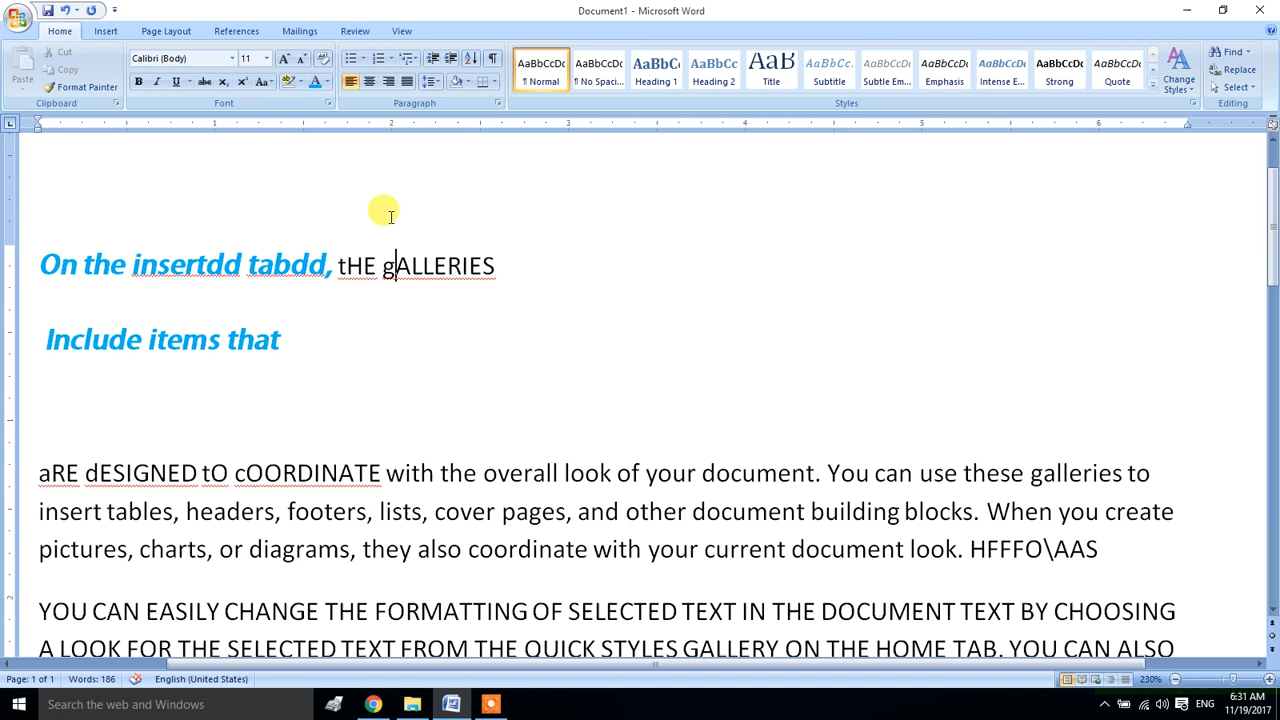 Document1 - Microsoft Word
Home Insert Page Layout References Mailings Review View
Cut
Copy
Format Painter
Paste
Clipboard
Calibri (Body) 11
Font
Paragraph
AaBbCcDc AaBbCcDc AaBbC AaBbCc AaB AaBbCc. AaBbCcDc AaBbCcDc AaBbCcDc AaBbCcDc AaBbCcDc
¶ Normal ¶ No Spaci... Heading 1 Heading 2 Title Subtitle Subtle Em... Emphasis Intense E... Strong Quote
Change Styles
Styles
Find
Replace
Select
Editing
1 2 3 4 5 6
On the insertdd tabdd, tHE gALLERIES
Include items that
aRE dESIGNED tO cOORDINATE with the overall look of your document. You can use these galleries to
insert tables, headers, footers, lists, cover pages, and other document building blocks. When you create
pictures, charts, or diagrams, they also coordinate with your current document look. HFFFO\AAS
YOU CAN EASILY CHANGE THE FORMATTING OF SELECTED TEXT IN THE DOCUMENT TEXT BY CHOOSING
A LOOK FOR THE SELECTED TEXT FROM THE QUICK STYLES GALLERY ON THE HOME TAB. YOU CAN ALSO
Page: 1 of 1 Words: 186 English (United States) 230%
Search the web and Windows
ENG
6:31 AM
11/19/2017